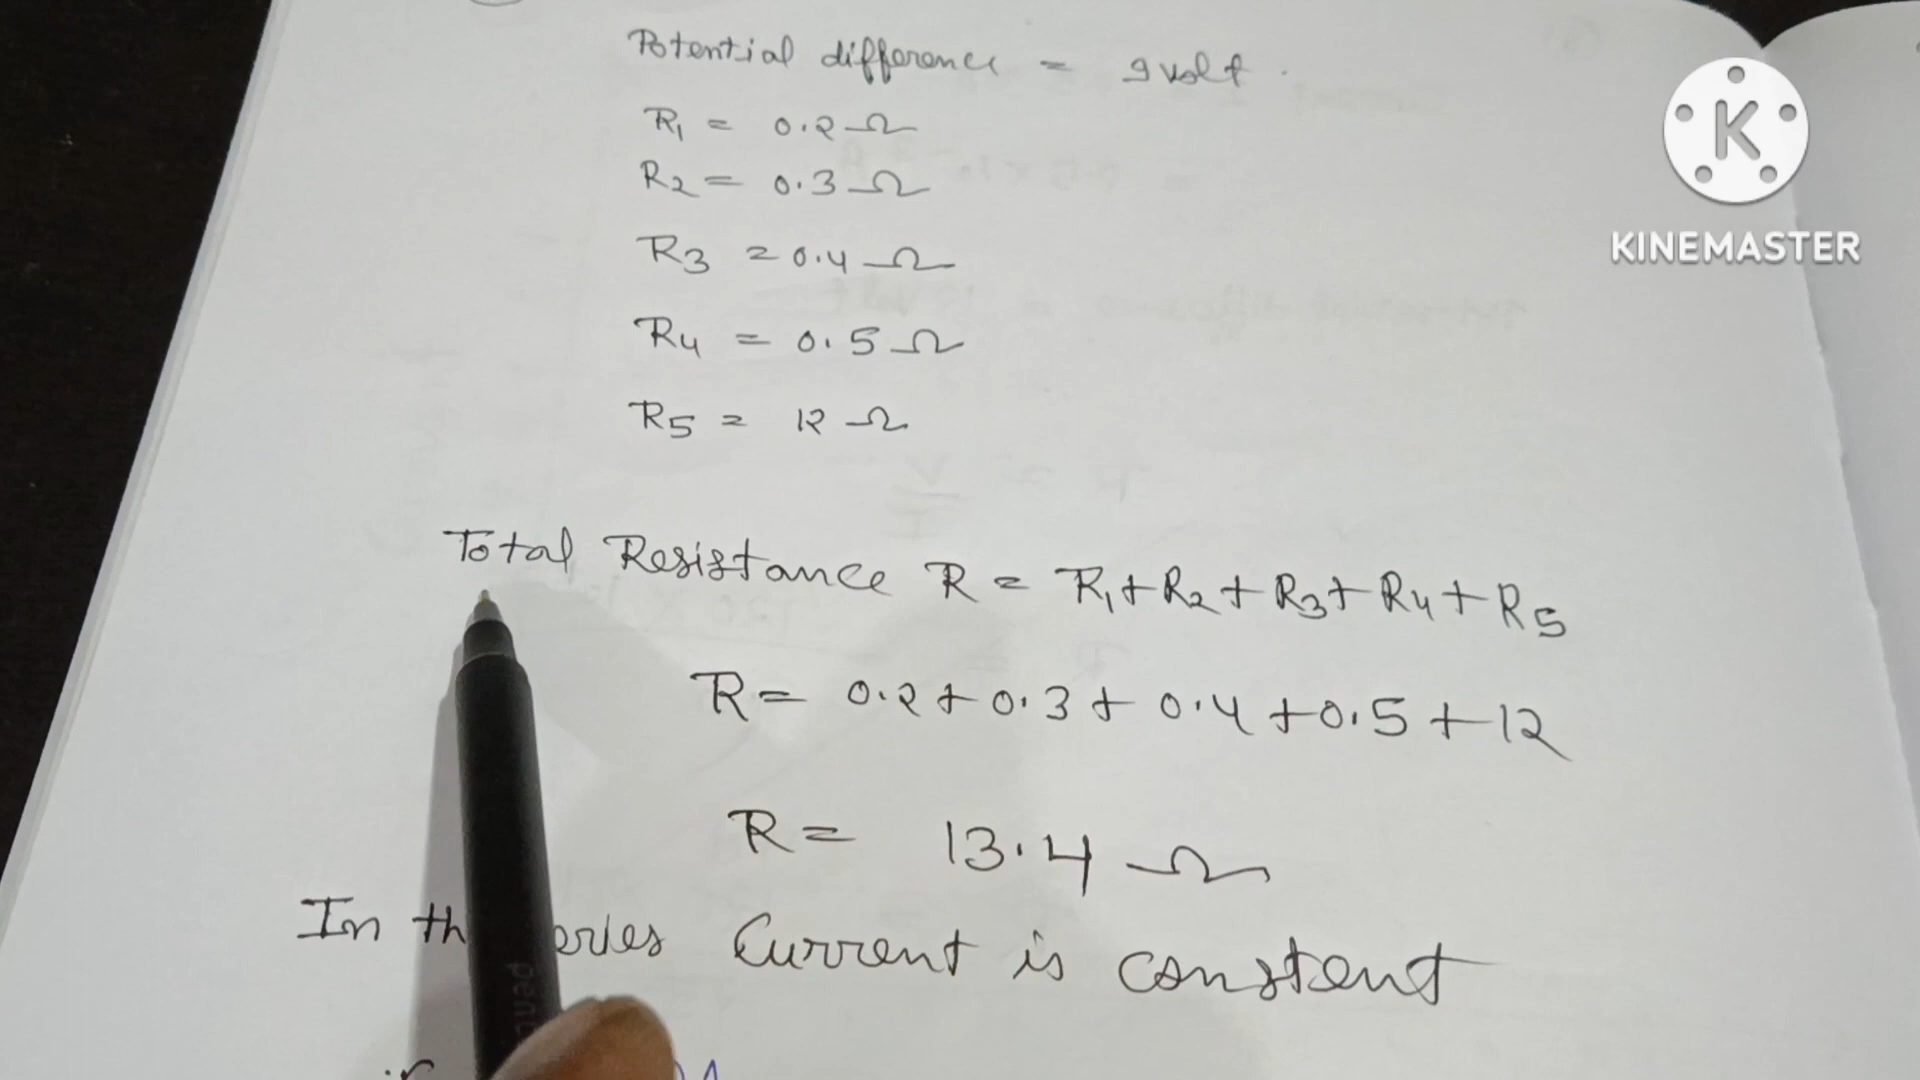 Potential difference = 9 volt
R1 = 0.2 Ω
R2 = 0.3 Ω
R3 = 0.4 Ω
R4 = 0.5 Ω
R5 = 12 Ω
Total Resistance R = R1+R2+R3+R4+R5
R = 0.2+0.3+0.4+0.5+12
R = 13.4 Ω
In th eries Current is constent
KINEMASTER